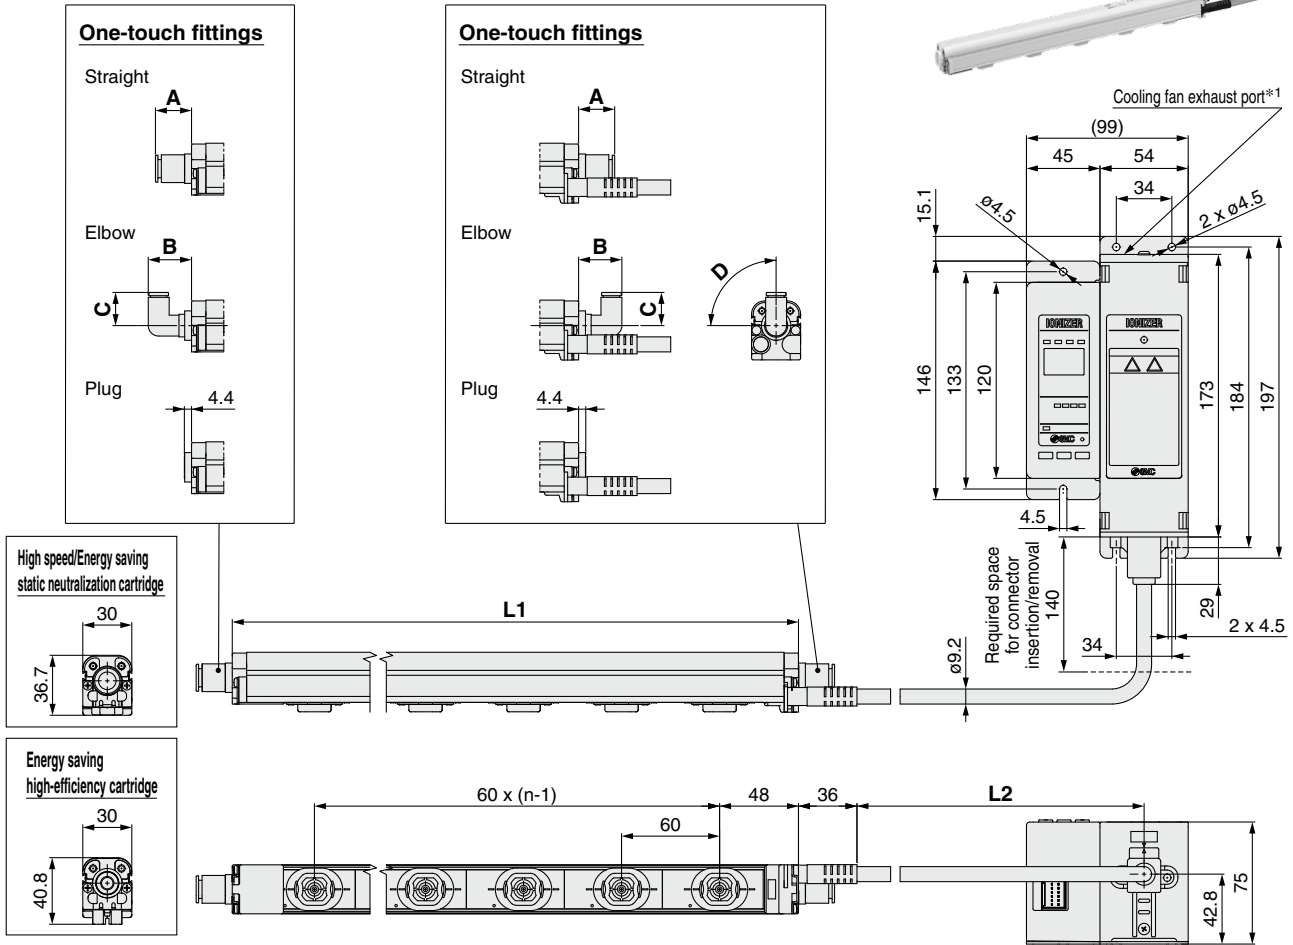 One-touch fittings
Straight
A
Elbow
B
C
Plug
4.4
One-touch fittings
Straight
A
Elbow
B
C
D
Plug
4.4
Cooling fan exhaust port*1
(99)
45
54
34
15.1
ø4.5
2 x ø4.5
IONIZER
IONIZER
146
133
120
173
184
197
SMC
SMC
4.5
Required space
for connector
insertion/removal
140
29
2 x 4.5
34
ø9.2
High speed/Energy saving
static neutralization cartridge
30
36.7
L1
Energy saving
high-efficiency cartridge
30
40.8
60 x (n-1)
48
36
L2
60
75
42.8